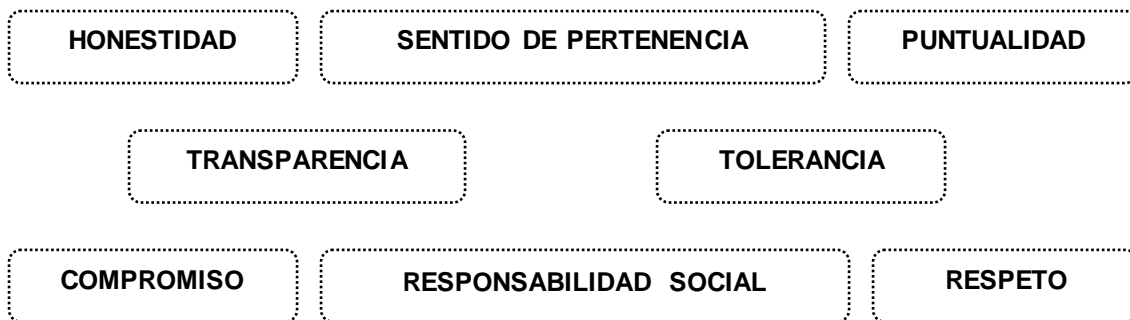 HONESTIDAD SENTIDO DE PERTENENCIA PUNTUALIDAD
TRANSPARENCIA TOLERANCIA
COMPROMISO RESPONSABILIDAD SOCIAL RESPETO